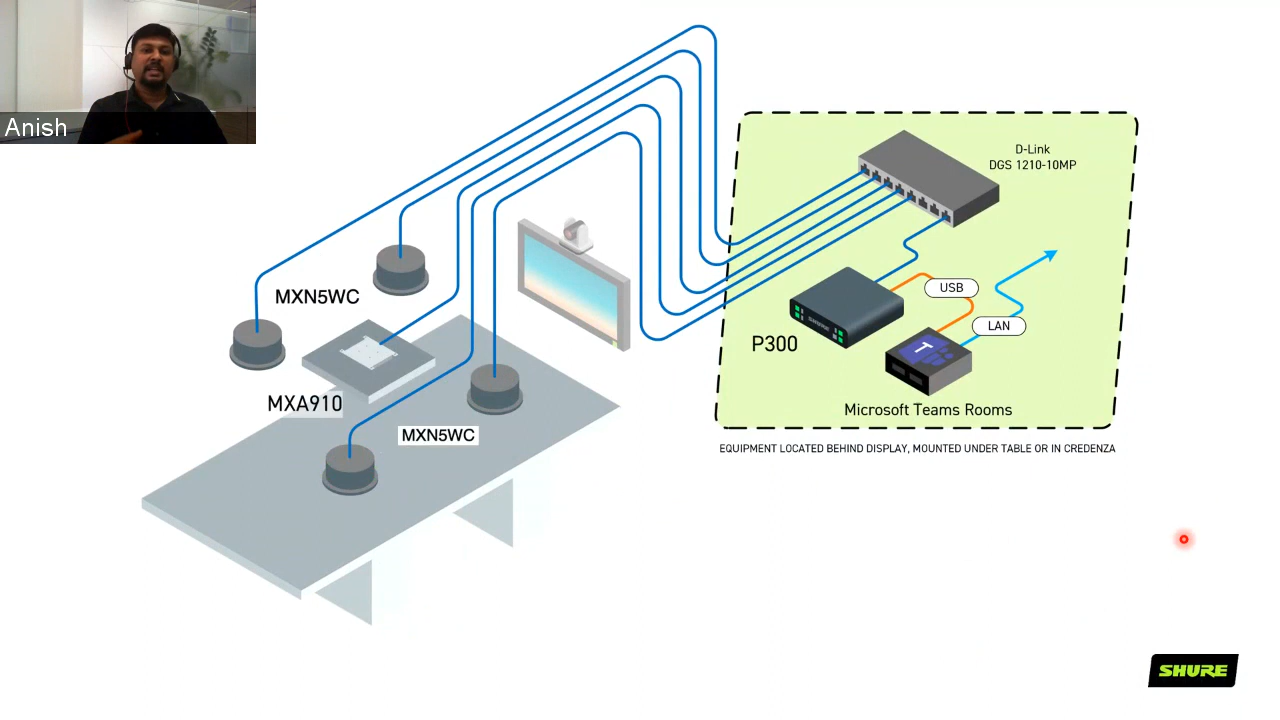 Anish
D-Link
DGS 1210-10MP
MXN5WC
USB
LAN
SHURE
P300
MXA910
T
Microsoft Teams Rooms
MXN5WC
EQUIPMENT LOCATED BEHIND DISPLAY, MOUNTED UNDER TABLE OR IN CREDENZA
SHURE